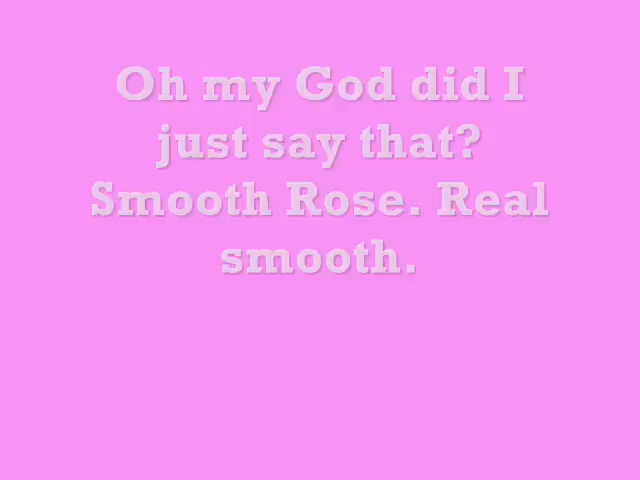 Oh my God did I
just say that?
Smooth Rose. Real
smooth.